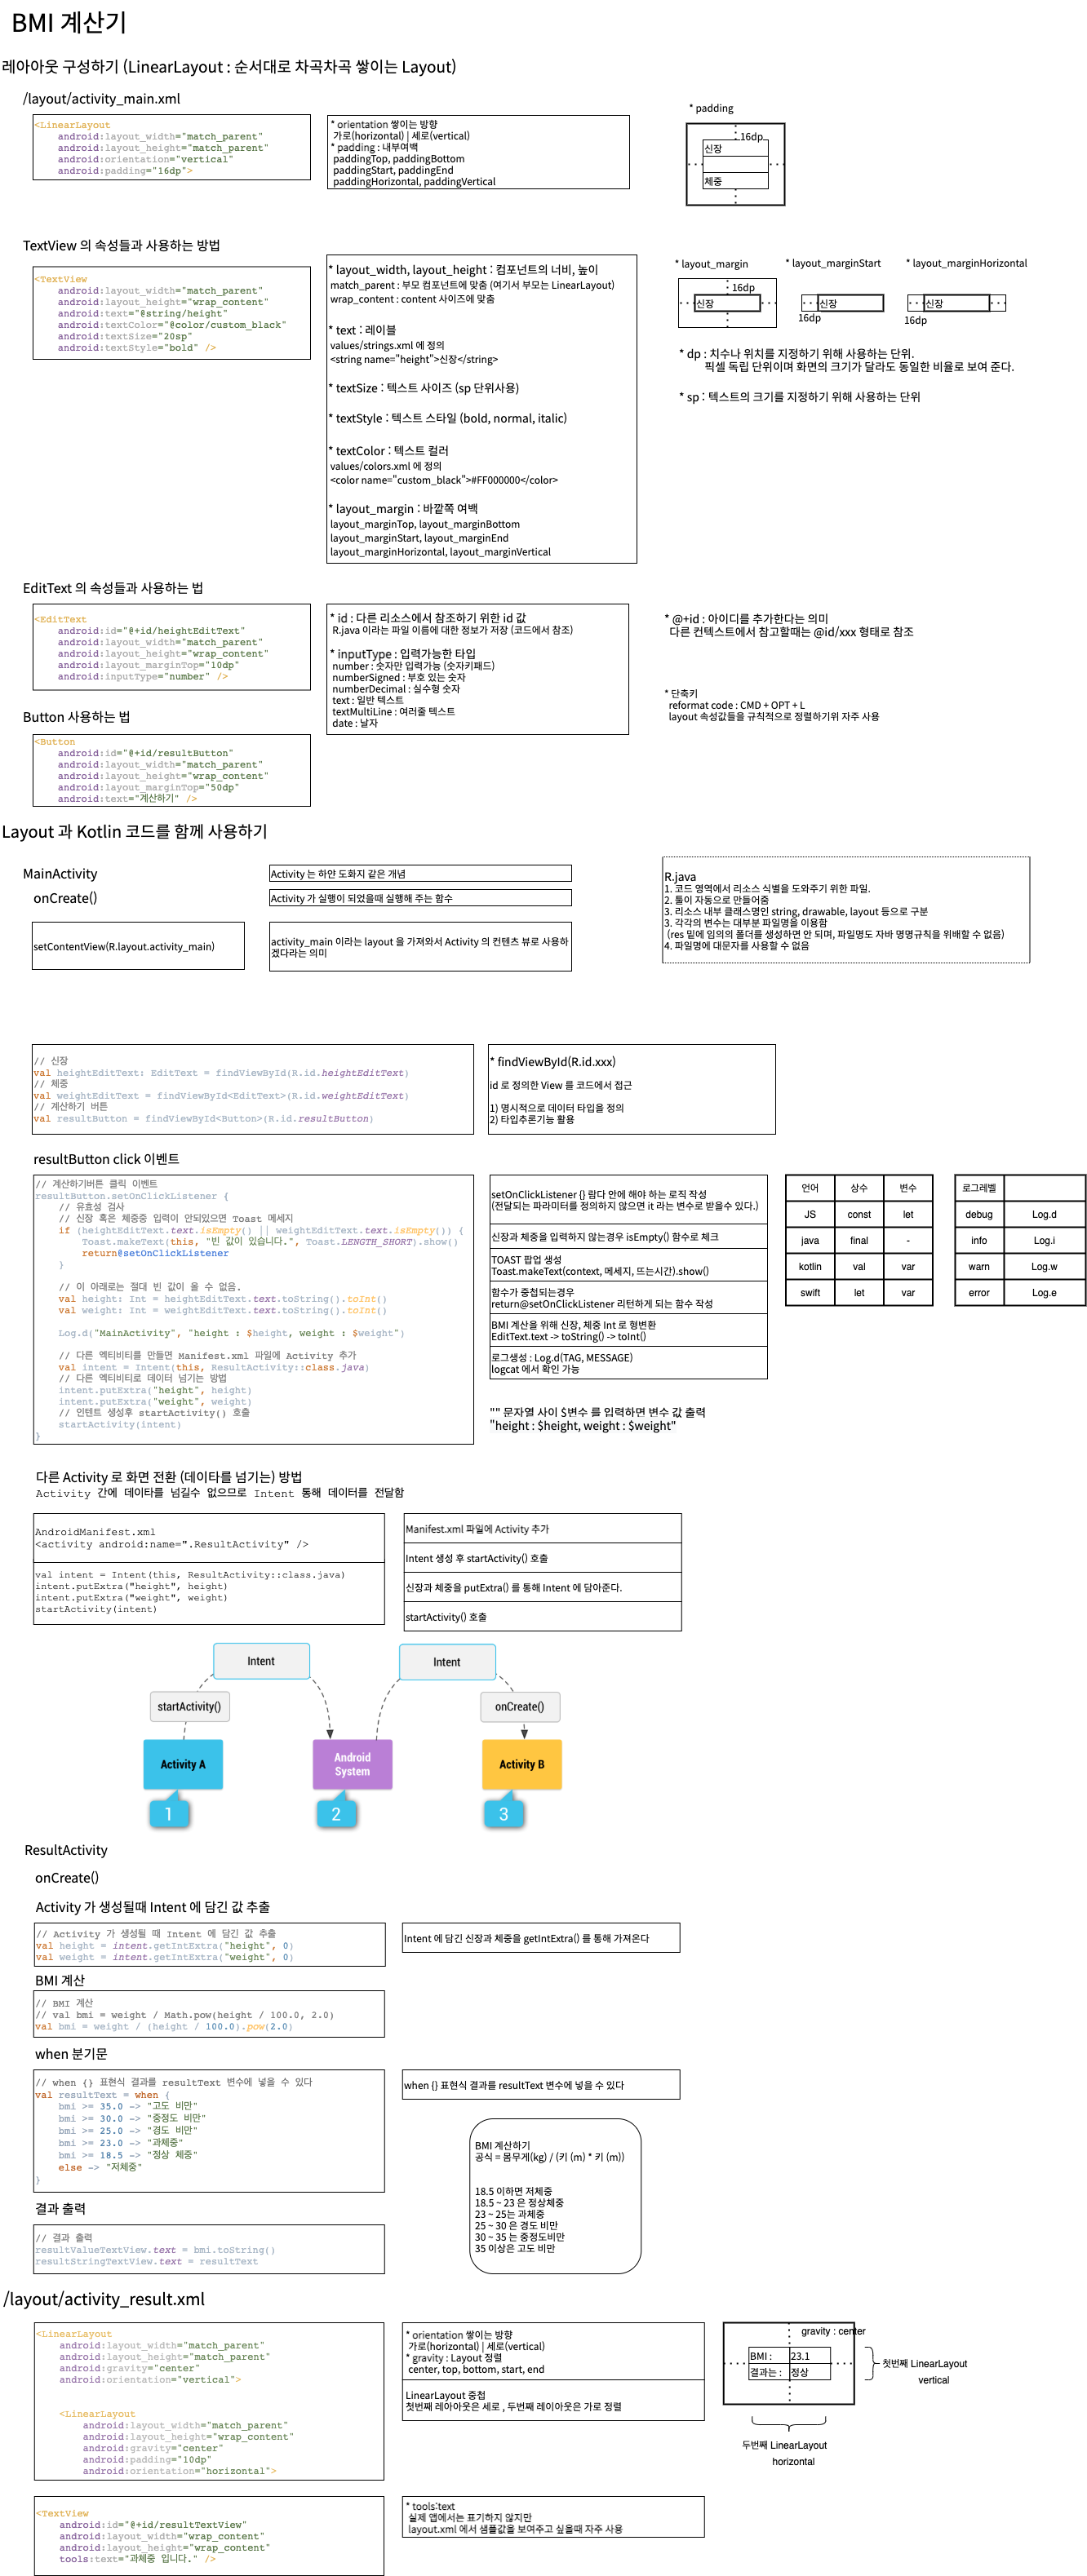 BMI 계산기
레아아웃 구성하기 (LinearLayout : 순서대로 차곡차곡 쌓이는 Layout)
/layout/activity_main.xml
<LinearLayout
android:layout_width="match_parent"
android:layout_height="match_parent"
android:orientation="vertical"
android:padding="16dp">
* orientation 쌓이는 방향
가로(horizontal) | 세로(vertical)
* padding : 내부여백
paddingTop, paddingBottom
paddingStart, paddingEnd
paddingHorizontal, paddingVertical
* padding
16dp
신장
체중
TextView 의 속성들과 사용하는 방법
<TextView
android:layout_width="match_parent"
android:layout_height="wrap_content"
android:text="@string/height"
android:textColor="@color/custom_black"
android:textSize="20sp"
android:textStyle="bold" />
* layout_width, layout_height : 컴포넌트의 너비, 높이
match_parent : 부모 컴포넌트에 맞춤 (여기서 부모는 LinearLayout)
wrap_content : content 사이즈에 맞춤
* text : 레이블
values/strings.xml 에 정의
<string name="height">신장</string>
* textSize : 텍스트 사이즈 (sp 단위사용)
* textStyle : 텍스트 스타일 (bold, normal, italic)
* textColor : 텍스트 컬러
values/colors.xml 에 정의
<color name="custom_black">#FF000000</color>
* layout_margin : 바깥쪽 여백
layout_marginTop, layout_marginBottom
layout_marginStart, layout_marginEnd
layout_marginHorizontal, layout_marginVertical
* layout_margin
16dp
신장
* layout_marginStart
신장
16dp
* layout_marginHorizontal
신장
16dp
* dp : 치수나 위치를 지정하기 위해 사용하는 단위.
픽셀 독립 단위이며 화면의 크기가 달라도 동일한 비율로 보여 준다.
* sp : 텍스트의 크기를 지정하기 위해 사용하는 단위
EditText 의 속성들과 사용하는 법
<EditText
android:id="@+id/heightEditText"
android:layout_width="match_parent"
android:layout_height="wrap_content"
android:layout_marginTop="10dp"
android:inputType="number" />
* id : 다른 리소스에서 참조하기 위한 id 값
R.java 이라는 파일 이름에 대한 정보가 저장 (코드에서 참조)
* inputType : 입력가능한 타입
number : 숫자만 입력가능 (숫자키패드)
numberSigned : 부호 있는 숫자
numberDecimal : 실수형 숫자
text : 일반 텍스트
textMultiLine : 여러줄 텍스트
date : 날자
* @+id : 아이디를 추가한다는 의미
다른 컨텍스트에서 참고할때는 @id/xxx 형태로 참조
* 단축키
reformat code : CMD + OPT + L
layout 속성값들을 규칙적으로 정렬하기위 자주 사용
Button 사용하는 법
<Button
android:id="@+id/resultButton"
android:layout_width="match_parent"
android:layout_height="wrap_content"
android:layout_marginTop="50dp"
android:text="계산하기" />
Layout 과 Kotlin 코드를 함께 사용하기
MainActivity
Activity 는 하얀 도화지 같은 개념
onCreate()
Activity 가 실행이 되었을때 실행해 주는 함수
setContentView(R.layout.activity_main)
activity_main 이라는 layout 을 가져와서 Activity 의 컨텐츠 뷰로 사용하
겠다라는 의미
R.java
1. 코드 영역에서 리소스 식별을 도와주기 위한 파일.
2. 툴이 자동으로 만들어줌
3. 리소스 내부 클래스명인 string, drawable, layout 등으로 구분
3. 각각의 변수는 대부분 파일명을 이용함
(res 밑에 임의의 폴더를 생성하면 안 되며, 파일명도 자바 명명규칙을 위배할 수 없음)
4. 파일명에 대문자를 사용할 수 없음
// 신장
val heightEditText: EditText = findViewById(R.id.heightEditText)
// 체중
val weightEditText = findViewById<EditText>(R.id.weightEditText)
// 계산하기 버튼
val resultButton = findViewById<Button>(R.id.resultButton)
* findViewById(R.id.xxx)
id 로 정의한 View 를 코드에서 접근
1) 명시적으로 데이터 타입을 정의
2) 타입추론기능 활용
resultButton click 이벤트
// 계산하기버튼 클릭 이벤트
resultButton.setOnClickListener {
// 유효성 검사
// 신장 혹은 체중중 입력이 안되있으면 Toast 메세지
if (heightEditText.text.isEmpty() || weightEditText.text.isEmpty()) {
Toast.makeText(this, "빈 값이 있습니다.", Toast.LENGTH_SHORT).show()
return@setOnClickListener
}
// 이 아래로는 절대 빈 값이 올 수 없음.
val height: Int = heightEditText.text.toString().toInt()
val weight: Int = weightEditText.text.toString().toInt()
Log.d("MainActivity", "height : $height, weight : $weight")
// 다른 엑티비티를 만들면 Manifest.xml 파일에 Activity 추가
val intent = Intent(this, ResultActivity::class.java)
// 다른 엑티비티로 데이터 넘기는 방법
intent.putExtra("height", height)
intent.putExtra("weight", weight)
// 인텐트 생성후 startActivity() 호출
startActivity(intent)
}
setOnClickListener {} 람다 안에 해야 하는 로직 작성
(전달되는 파라미터를 정의하지 않으면 it 라는 변수로 받을수 있다.)
신장과 체중을 입력하지 않는경우 isEmpty() 함수로 체크
TOAST 팝업 생성
Toast.makeText(context, 메세지, 뜨는시간).show()
함수가 중첩되는경우
return@setOnClickListener 리턴하게 되는 함수 작성
BMI 계산을 위해 신장, 체중 Int 로 형변환
EditText.text -> toString() -> toInt()
로그생성 : Log.d(TAG, MESSAGE)
logcat 에서 확인 가능
"" 문자열 사이 $변수 를 입력하면 변수 값 출력
"height : $height, weight : $weight"
언어 상수 변수
JS const let
java final -
kotlin val var
swift let var
로그레벨
debug Log.d
info Log.i
warn Log.w
error Log.e
다른 Activity 로 화면 전환 (데이타를 넘기는) 방법
Activity 간에 데이타를 넘길수 없으므로 Intent 통해 데이터를 전달함
AndroidManifest.xml
<activity android:name=".ResultActivity" />
val intent = Intent(this, ResultActivity::class.java)
intent.putExtra("height", height)
intent.putExtra("weight", weight)
startActivity(intent)
Manifest.xml 파일에 Activity 추가
Intent 생성 후 startActivity() 호출
신장과 체중을 putExtra() 를 통해 Intent 에 담아준다.
startActivity() 호출
Intent
Intent
startActivity()
onCreate()
Activity A
Android
System
Activity B
1
2
3
ResultActivity
onCreate()
Activity 가 생성될때 Intent 에 담긴 값 추출
// Activity 가 생성될 때 Intent 에 담긴 값 추출
val height = intent.getIntExtra("height", 0)
val weight = intent.getIntExtra("weight", 0)
Intent 에 담긴 신장과 체중을 getIntExtra() 를 통해 가져온다
BMI 계산
// BMI 계산
// val bmi = weight / Math.pow(height / 100.0, 2.0)
val bmi = weight / (height / 100.0).pow(2.0)
when 분기문
// when {} 표현식 결과를 resultText 변수에 넣을 수 있다
val resultText = when {
bmi >= 35.0 -> "고도 비만"
bmi >= 30.0 -> "중정도 비만"
bmi >= 25.0 -> "경도 비만"
bmi >= 23.0 -> "과체중"
bmi >= 18.5 -> "정상 체중"
else -> "저체중"
}
when {} 표현식 결과를 resultText 변수에 넣을 수 있다
BMI 계산하기
공식 = 몸무게(kg) / (키 (m) * 키 (m))
18.5 이하면 저체중
18.5 ~ 23 은 정상체중
23 ~ 25는 과체중
25 ~ 30 은 경도 비만
30 ~ 35 는 중정도비만
35 이상은 고도 비만
결과 출력
// 결과 출력
resultValueTextView.text = bmi.toString()
resultStringTextView.text = resultText
/layout/activity_result.xml
<LinearLayout
android:layout_width="match_parent"
android:layout_height="match_parent"
android:gravity="center"
android:orientation="vertical">
<LinearLayout
android:layout_width="match_parent"
android:layout_height="wrap_content"
android:gravity="center"
android:padding="10dp"
android:orientation="horizontal">
* orientation 쌓이는 방향
가로(horizontal) | 세로(vertical)
* gravity : Layout 정렬
center, top, bottom, start, end
LinearLayout 중첩
첫번째 레아아웃은 세로 , 두번째 레이아웃은 가로 정렬
gravity : center
BMI : 23.1
결과는 : 정상
첫번째 LinearLayout
vertical
두번째 LinearLayout
horizontal
<TextView
android:id="@+id/resultTextView"
android:layout_width="wrap_content"
android:layout_height="wrap_content"
tools:text="과체중 입니다." />
* tools:text
실제 앱에서는 표기하지 않지만
layout.xml 에서 샘플값을 보여주고 싶을때 자주 사용